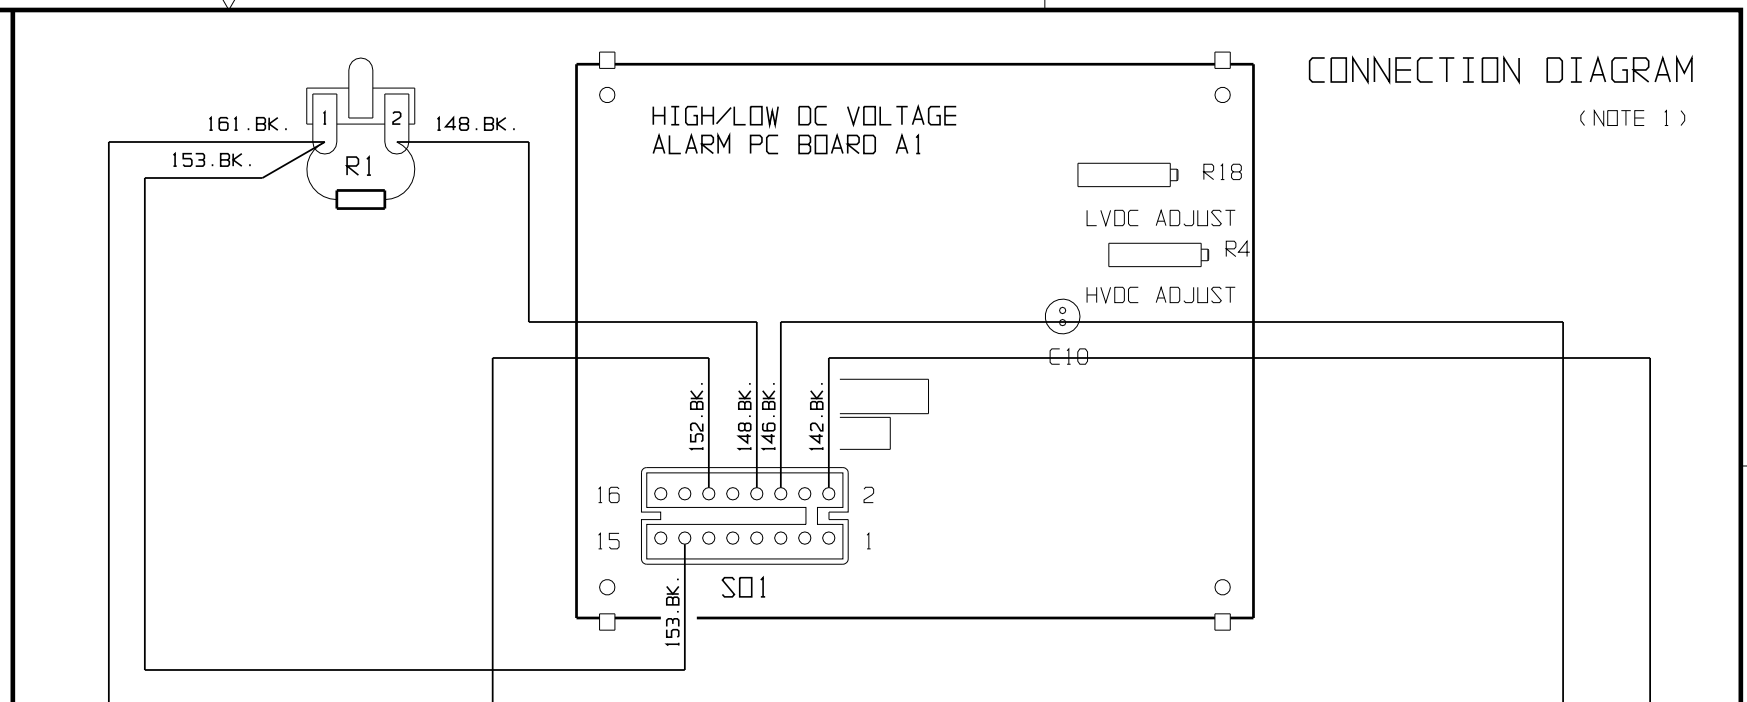 CONNECTION DIAGRAM
(NOTE 1)
161.BK.
1
2
148.BK.
153.BK.
R1
HIGH/LOW DC VOLTAGE
ALARM PC BOARD A1
R18
LVDC ADJUST
R4
HVDC ADJUST
C10
152.BK.
148.BK.
146.BK.
142.BK.
16
2
15
1
SO1
153.BK.